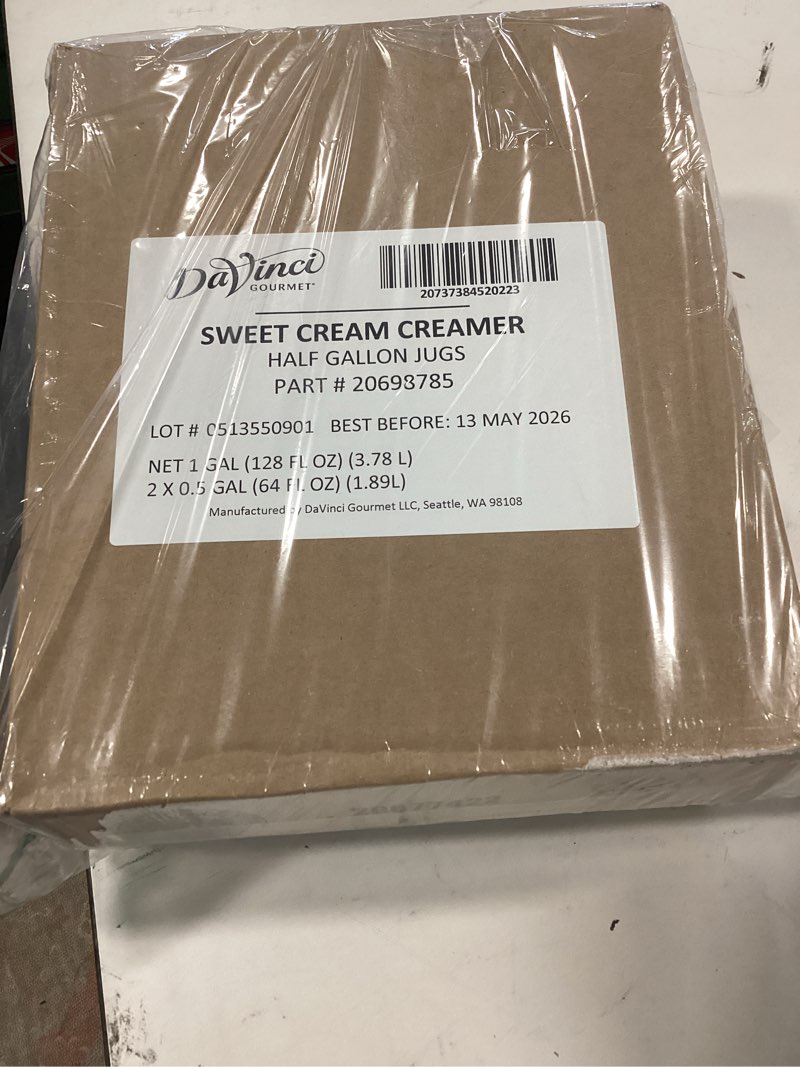 DaVinci
GOURMET
20737384520223
SWEET CREAM CREAMER
HALF GALLON JUGS
PART # 20698785
LOT # 0513550901 BEST BEFORE: 13 MAY 2026
NET 1 GAL (128 FL OZ) (3.78 L)
2 X 0.5 GAL (64 FL OZ) (1.89L)
Manufactured by DaVinci Gourmet LLC, Seattle, WA 98108